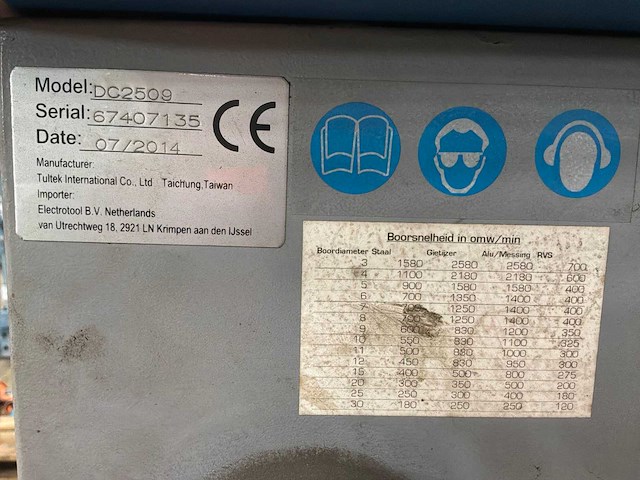 Model: DC2509
Serial: 67407135
Date: 07/2014
CE
Manufacturer:
Tultek International Co., Ltd Taichung,Taiwan
Importer:
Electrotool B.V. Netherlands
van Utrechtweg 18, 2921 LN Krimpen aan den IJssel
Boorsnelheid in omw/min
Boordiameter Staal Gietijzer Alu/Messing RVS
3 1580 2580 2580 700
4 1100 2180 2180 600
5 900 1580 1580 400
6 700 1350 1400 400
7 1250 1400 400
8 1250 1400 400
9 600 830 1200 350
10 550 830 1100 325
11 500 1000 300
12 450 830 950 300
15 400 500 800 275
20 300 350 500 200
25 250 300 400 180
30 180 250 250 120